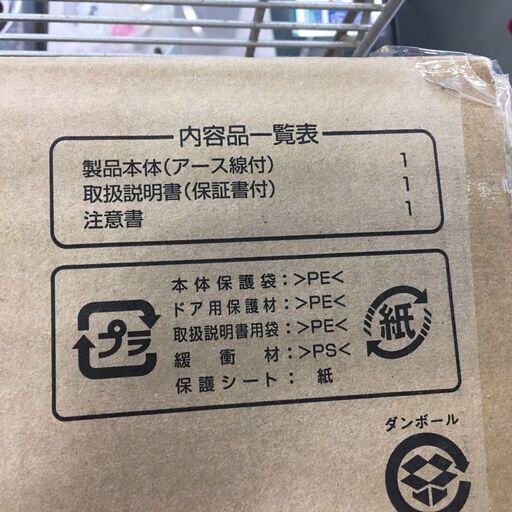 内容品一覧表
製品本体(アース線付) 1
取扱説明書(保証書付) 1
注意書 1
プラ
本体保護袋:>PE<
ドア用保護材:>PE<
取扱説明書用袋:>PE<
緩衝材:>PS<
保護シート:紙
紙
ダンボール